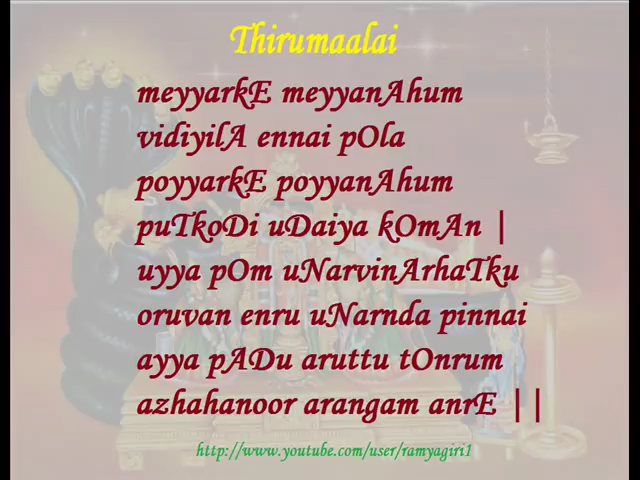 Thirumaalai
meyyarkE meyyanAhum
vidiyilA ennai pOla
poyyarkE poyyanAhum
puTkoDi uDaiya kOmAn |
uyya pOm uNarvinArhaTku
oruvan enru uNarnda pinnai
ayya pADu aruttu tOnrum
azhahanoor arangam anrE ||
http://www.youtube.com/user/ramyagiri1